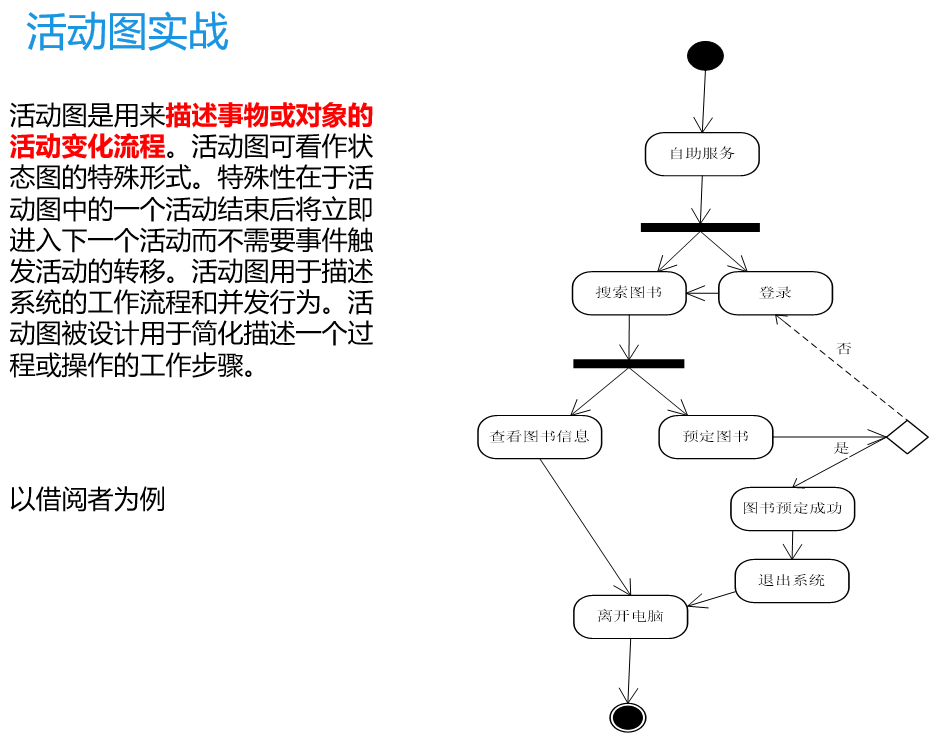 活动图实战
活动图是用来描述事物或对象的
活动变化流程。活动图可看作状
态图的特殊形式。特殊性在于活
动图中的一个活动结束后将立即
进入下一个活动而不需要事件触
发活动的转移。活动图用于描述
系统的工作流程和并发行为。活
动图被设计用于简化描述一个过
程或操作的工作步骤。
以借阅者为例
自助服务
搜索图书
登录
否
查看图书信息
预定图书
是
图书预定成功
退出系统
离开电脑